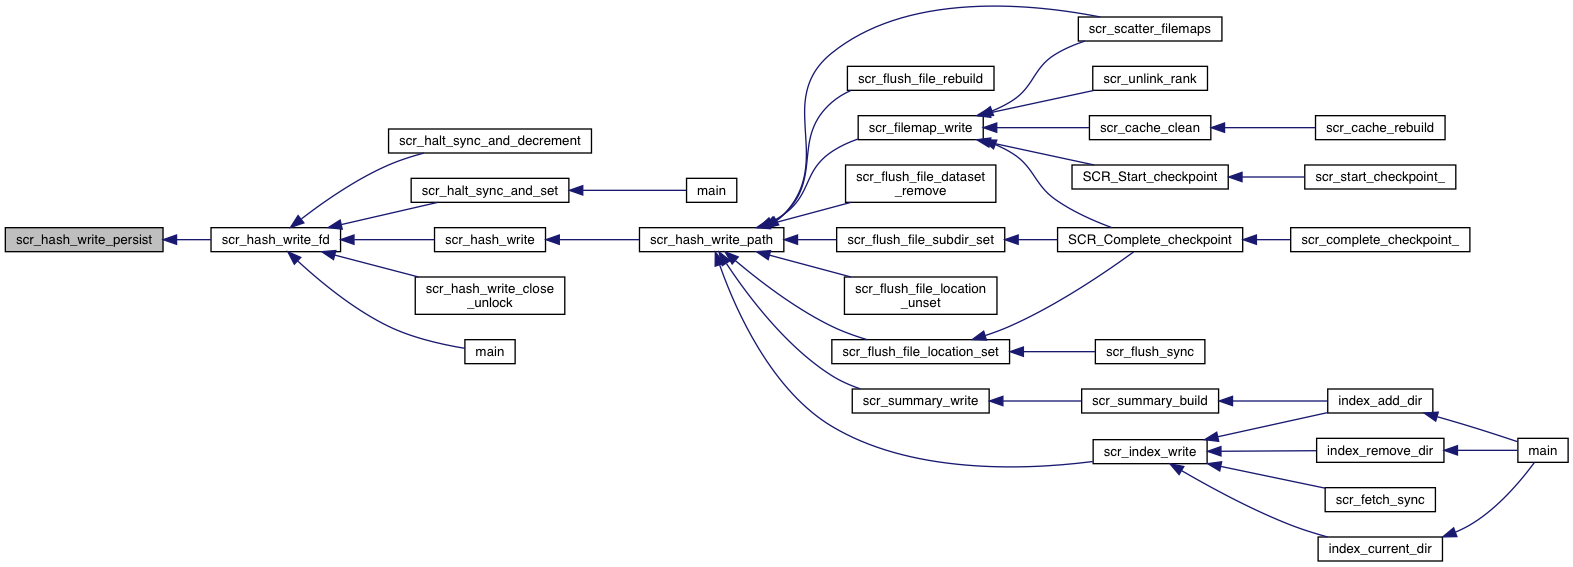 scr_hash_write_persist
scr_hash_write_fd
scr_halt_sync_and_decrement
scr_halt_sync_and_set
main
scr_hash_write
scr_hash_write_close
_unlock
main
scr_hash_write_path
scr_scatter_filemaps
scr_flush_file_rebuild
scr_filemap_write
scr_unlink_rank
scr_cache_clean
scr_cache_rebuild
SCR_Start_checkpoint
scr_start_checkpoint_
scr_flush_file_dataset
_remove
scr_flush_file_subdir_set
SCR_Complete_checkpoint
scr_complete_checkpoint_
scr_flush_file_location
_unset
scr_flush_file_location_set
scr_flush_sync
scr_summary_write
scr_summary_build
index_add_dir
scr_index_write
index_remove_dir
main
scr_fetch_sync
index_current_dir